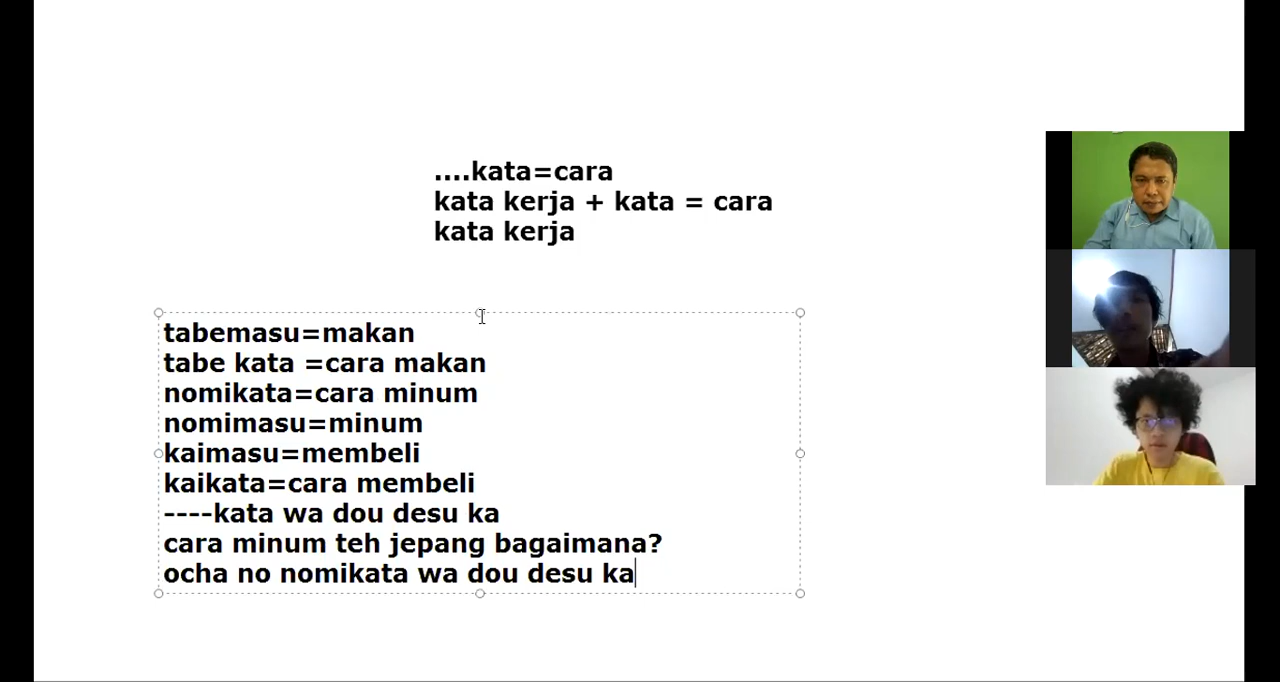 ....kata=cara
kata kerja + kata = cara
kata kerja
tabemasu=makan
tabe kata =cara makan
nomikata=cara minum
nomimasu=minum
kaimasu=membeli
kaikata=cara membeli
----kata wa dou desu ka
cara minum teh jepang bagaimana?
ocha no nomikata wa dou desu ka